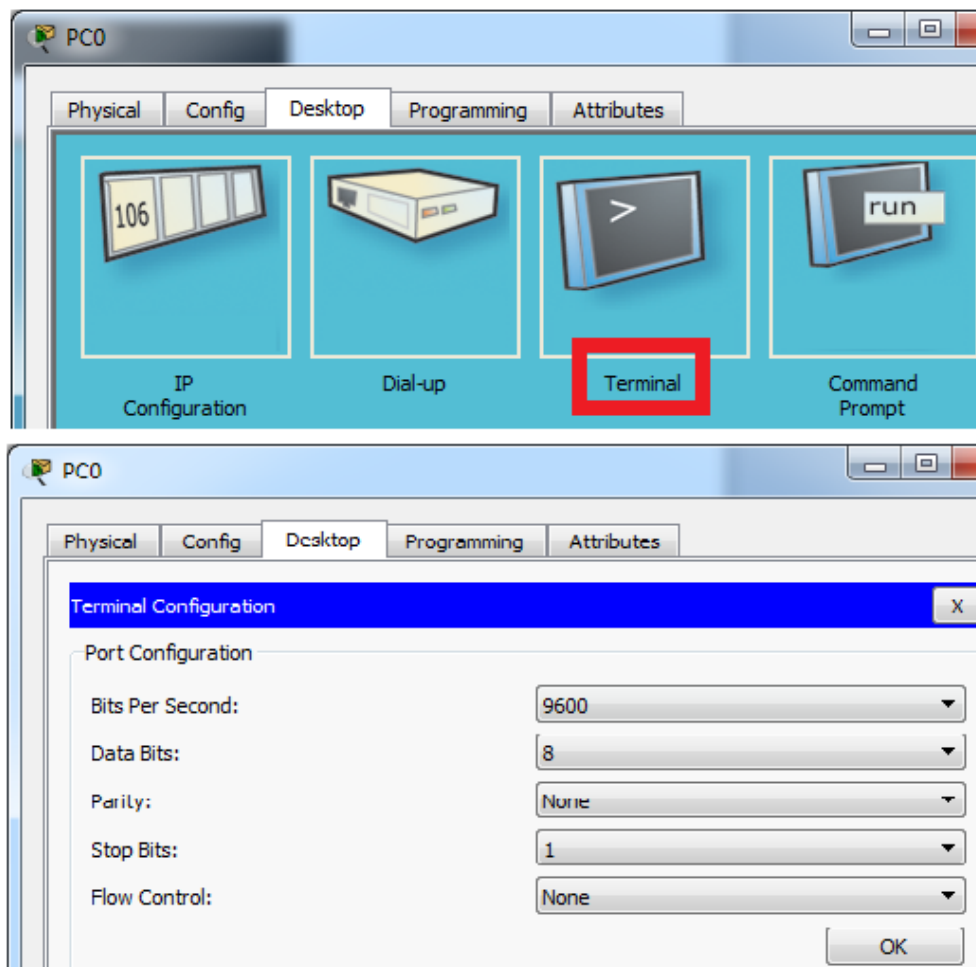 PC0
Physical Config Desktop Programming Attributes
106
>
run
IP Configuration
Dial-up
Terminal
Command Prompt
PC0
Physical Config Desktop Programming Attributes
Terminal Configuration X
Port Configuration
Bits Per Second: 9600
Data Bits: 8
Parity: None
Stop Bits: 1
Flow Control: None
OK